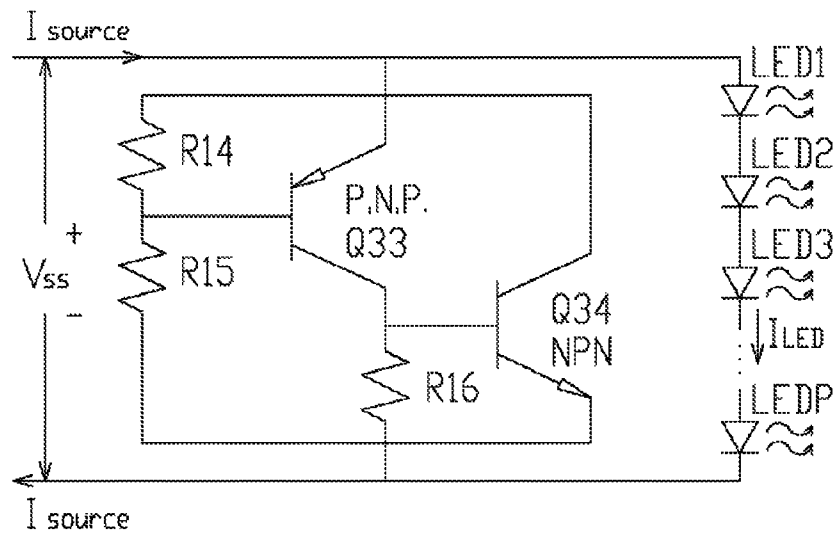 I source
LED1
R14
LED2
P.N.P.
Q33
+
Vss
-
R15
LED3
Q34
NPN
ILED
R16
LEDP
I source